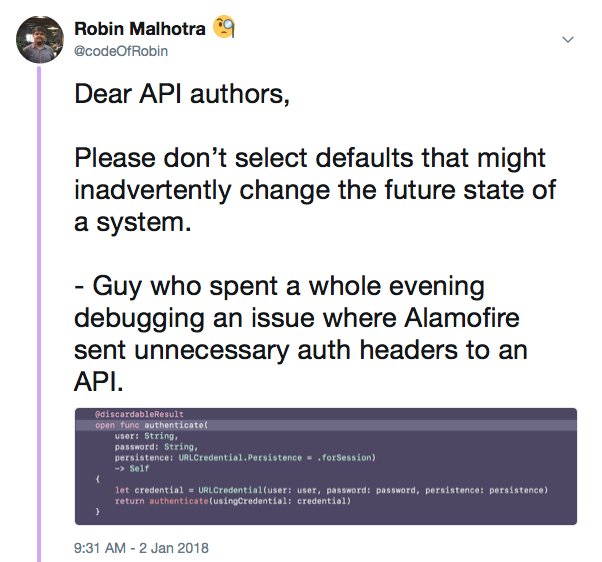 Robin Malhotra 🧐
@codeOfRobin
Dear API authors,
Please don’t select defaults that might
inadvertently change the future state of
a system.
- Guy who spent a whole evening
debugging an issue where Alamofire
sent unnecessary auth headers to an
API.
@discardableResult
open func authenticate(
user: String,
password: String,
persistence: URLCredential.Persistence = .forSession)
-> Self
{
let credential = URLCredential(user: user, password: password, persistence: persistence)
return authenticate(usingCredential: credential)
}
9:31 AM - 2 Jan 2018